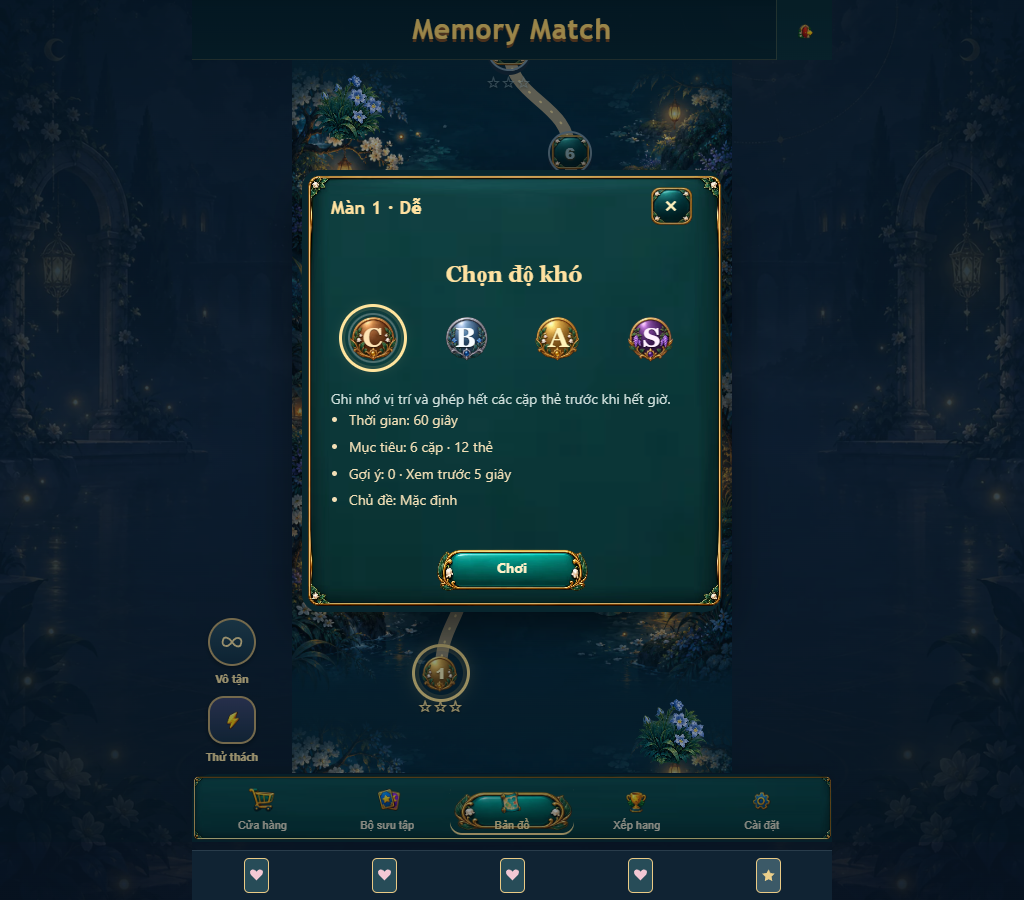 Memory Match
6
Màn 1 · Dễ
Chọn độ khó
C B A S
Ghi nhớ vị trí và ghép hết các cặp thẻ trước khi hết giờ.
• Thời gian: 60 giây
• Mục tiêu: 6 cặp · 12 thẻ
• Gợi ý: 0 · Xem trước 5 giây
• Chủ đề: Mặc định
Chơi
Vô tận
1
Thử thách
Cửa hàng Bộ sưu tập Bản đồ Xếp hạng Cài đặt